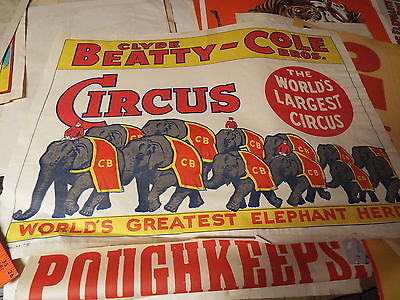 CLYDE
BEATTY-COLE
BROS.
CIRCUS
THE
WORLD'S
LARGEST
CIRCUS
CB
CB
CB
CB
CB
CB
CB
WORLD'S GREATEST ELEPHANT HERD
POUGHKEEPS